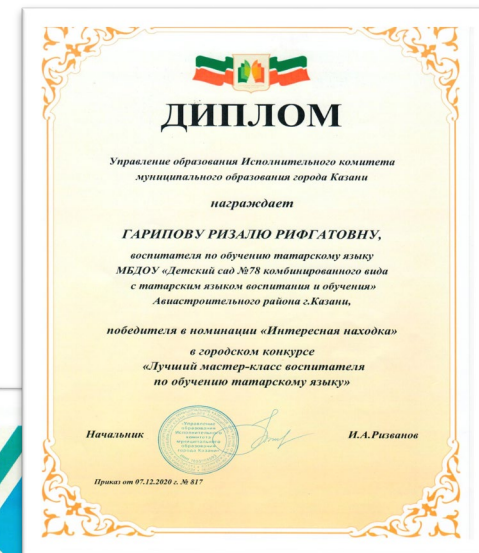 ДИПЛОМ
Управление образования Исполнительного комитета
муниципального образования города Казани
награждает
ГАРИПОВУ РИЗАЛЮ РИФГАТОВНУ,
воспитателя по обучению татарскому языку
МБДОУ «Детский сад №78 комбинированного вида
с татарским языком воспитания и обучения»
Авиастроительного района г.Казани,
победителя в номинации «Интересная находка»
в городском конкурсе
«Лучший мастер-класс воспитателя
по обучению татарскому языку»
Начальник
И.А.Ризванов
Приказ от 07.12.2020 г. № 817